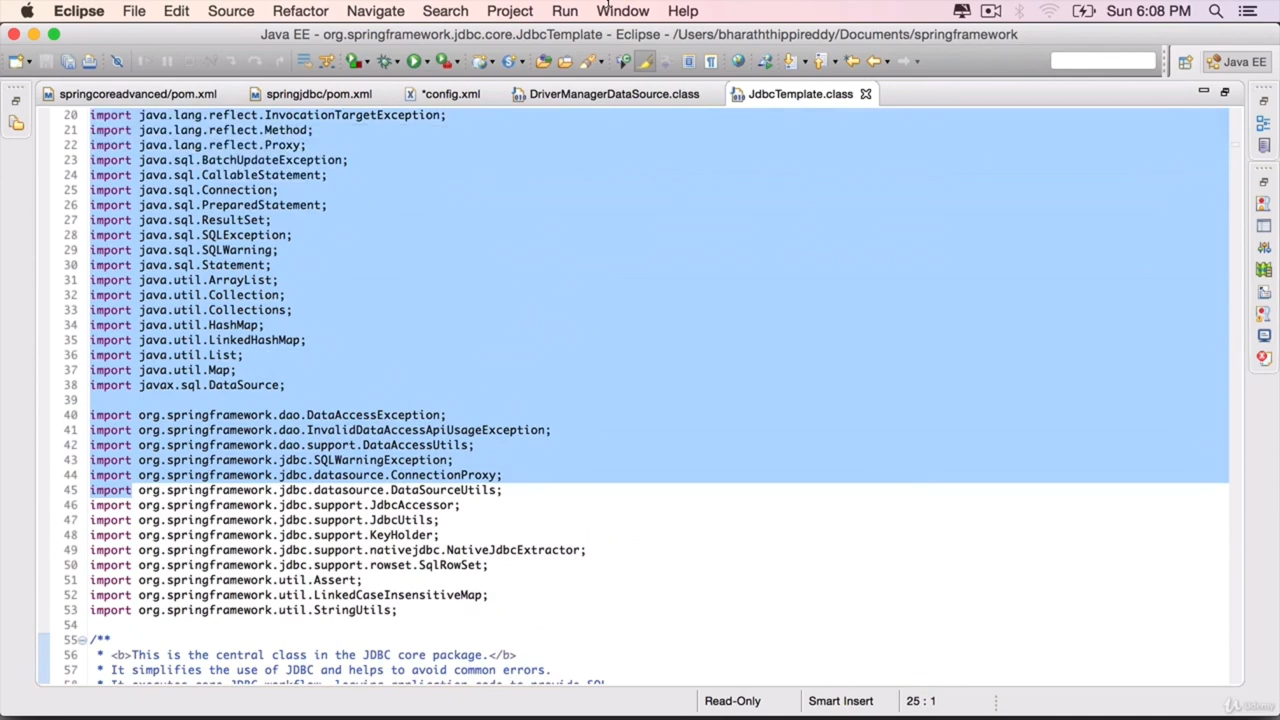 Eclipse File Edit Source Refactor Navigate Search Project Run Window Help Sun 6:08 PM
Java EE - org.springframework.jdbc.core.JdbcTemplate - Eclipse - /Users/bharaththippireddy/Documents/springframework
Java EE
springcoreadvanced/pom.xml springjdbc/pom.xml *config.xml DriverManagerDataSource.class JdbcTemplate.class
20 import java.lang.reflect.InvocationTargetException;
21 import java.lang.reflect.Method;
22 import java.lang.reflect.Proxy;
23 import java.sql.BatchUpdateException;
24 import java.sql.CallableStatement;
25 import java.sql.Connection;
26 import java.sql.PreparedStatement;
27 import java.sql.ResultSet;
28 import java.sql.SQLException;
29 import java.sql.SQLWarning;
30 import java.sql.Statement;
31 import java.util.ArrayList;
32 import java.util.Collection;
33 import java.util.Collections;
34 import java.util.HashMap;
35 import java.util.LinkedHashMap;
36 import java.util.List;
37 import java.util.Map;
38 import javax.sql.DataSource;
39
40 import org.springframework.dao.DataAccessException;
41 import org.springframework.dao.InvalidDataAccessApiUsageException;
42 import org.springframework.dao.support.DataAccessUtils;
43 import org.springframework.jdbc.SQLWarningException;
44 import org.springframework.jdbc.datasource.ConnectionProxy;
45 import org.springframework.jdbc.datasource.DataSourceUtils;
46 import org.springframework.jdbc.support.JdbcAccessor;
47 import org.springframework.jdbc.support.JdbcUtils;
48 import org.springframework.jdbc.support.KeyHolder;
49 import org.springframework.jdbc.support.nativejdbc.NativeJdbcExtractor;
50 import org.springframework.jdbc.support.rowset.SqlRowSet;
51 import org.springframework.util.Assert;
52 import org.springframework.util.LinkedCaseInsensitiveMap;
53 import org.springframework.util.StringUtils;
54
55 /**
56 * <b>This is the central class in the JDBC core package.</b>
57 * It simplifies the use of JDBC and helps to avoid common errors.
58 * It executes core JDBC workflow, leaving application code to provide SQL
Read-Only Smart Insert 25 : 1
Udemy